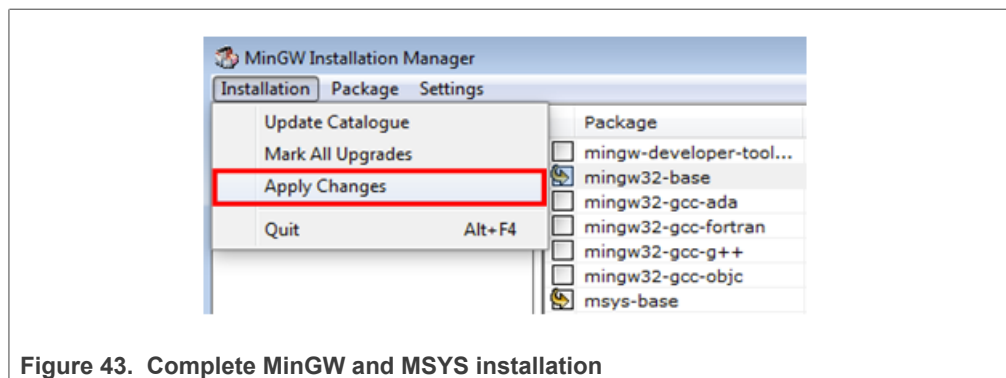 MinGW Installation Manager
Installation Package Settings
Update Catalogue
Mark All Upgrades
Apply Changes
Quit Alt+F4
Package
mingw-developer-tool...
mingw32-base
mingw32-gcc-ada
mingw32-gcc-fortran
mingw32-gcc-g++
mingw32-gcc-objc
msys-base
Figure 43. Complete MinGW and MSYS installation